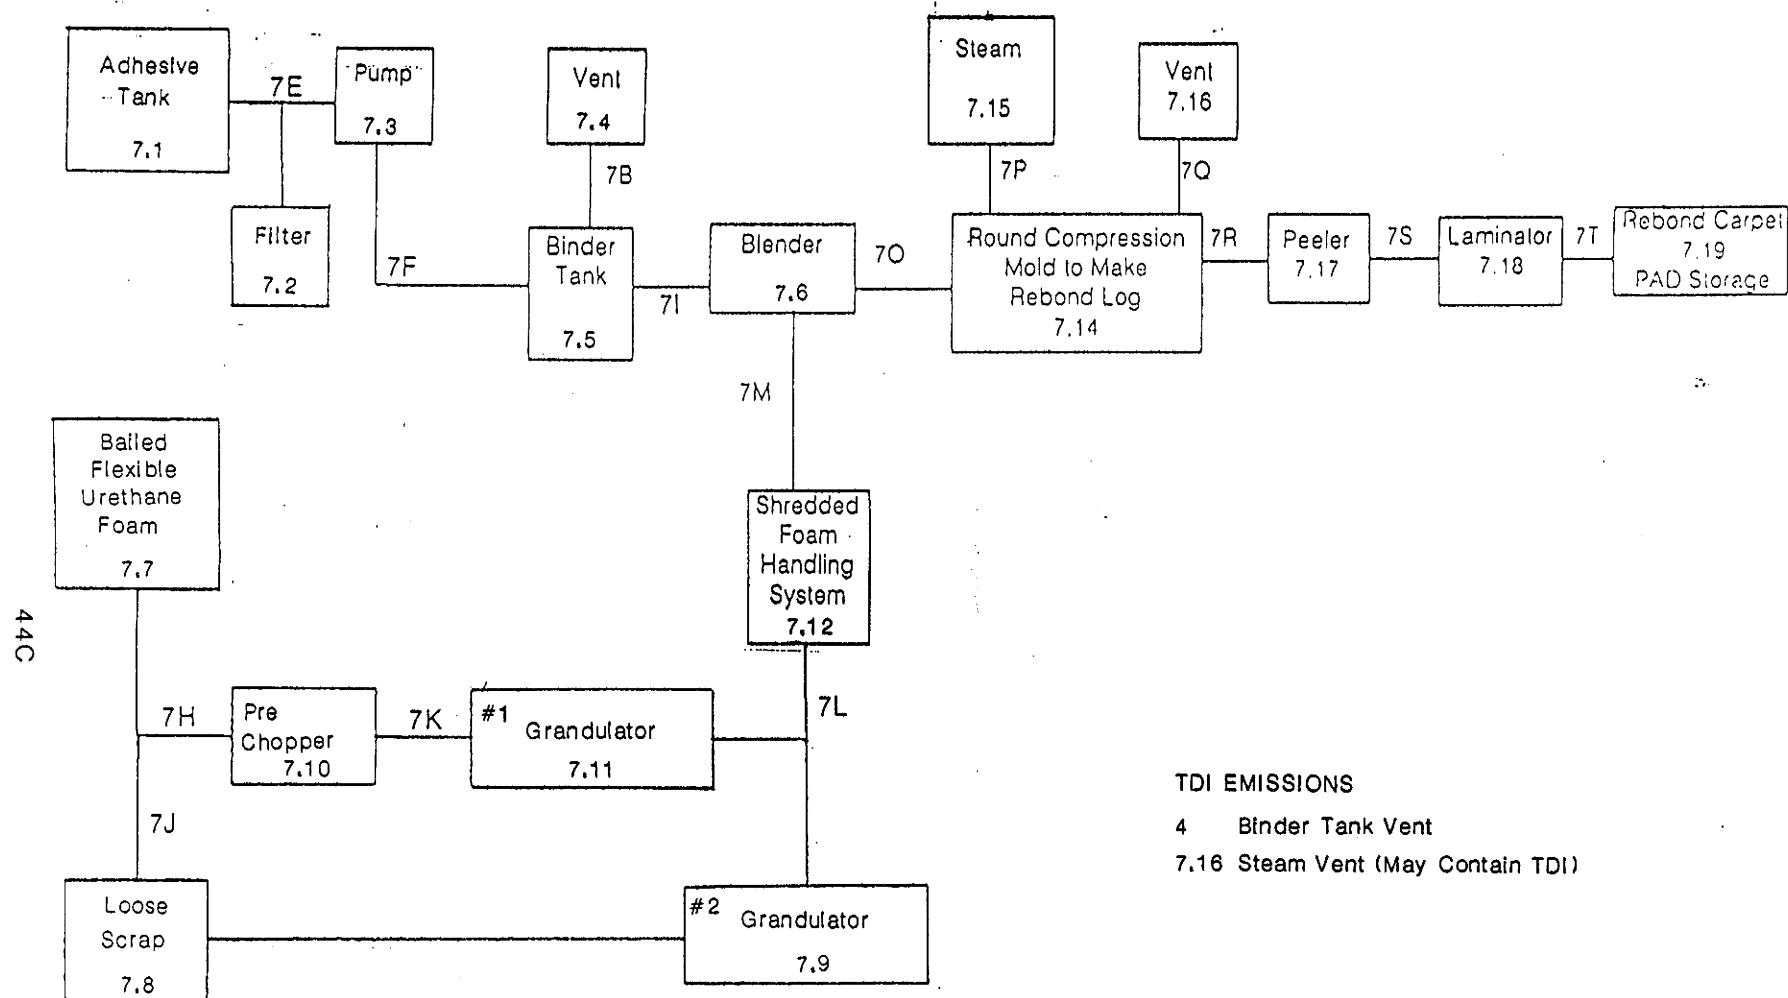 Adhesive
Tank
7.1
7E
Pump
7.3
Vent
7.4
Steam
7.15
Vent
7.16
7B
7P
7Q
Filter
7.2
7F
Binder
Tank
7.5
7I
Blender
7.6
7O
Round Compression
Mold to Make
Rebond Log
7.14
7R
Peeler
7.17
7S
Laminator
7.18
7T
Rebond Carpet
7.19
PAD Storage
7M
Bailed
Flexible
Urethane
Foam
7.7
Shredded
Foam
Handling
System
7.12
44C
7H
Pre
Chopper
7.10
7K
#1
Grandulator
7.11
7L
7J
Loose
Scrap
7.8
#2
Grandulator
7.9
TDI EMISSIONS
4 Binder Tank Vent
7.16 Steam Vent (May Contain TDI)